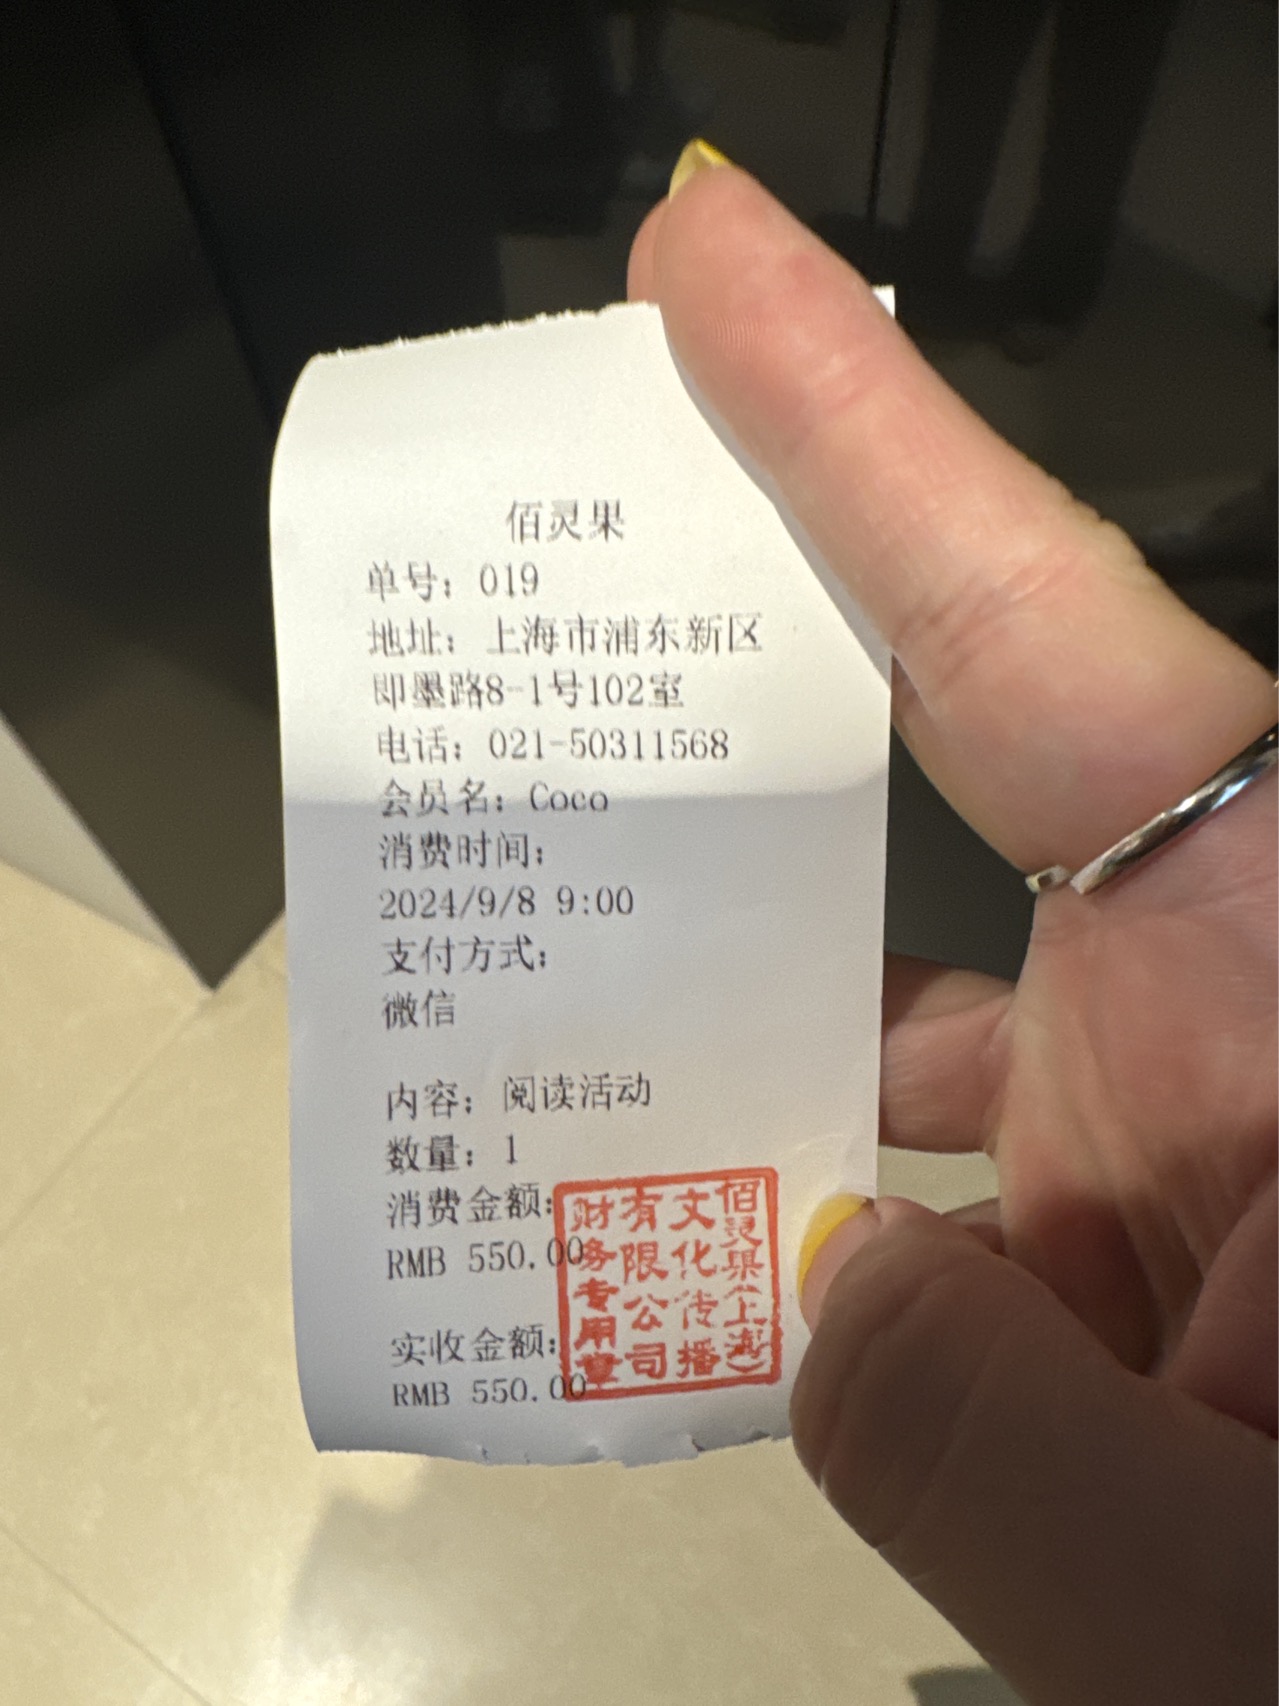 佰灵果
单号：019
地址：上海市浦东新区
即墨路8-1号102室
电话：021-50311568
会员名：Coco
消费时间：
2024/9/8 9:00
支付方式：
微信
内容：阅读活动
数量：1
消费金额：
RMB 550.00
实收金额：
RMB 550.00
佰灵果（上海）
文化传播
有限公司
财务专用章